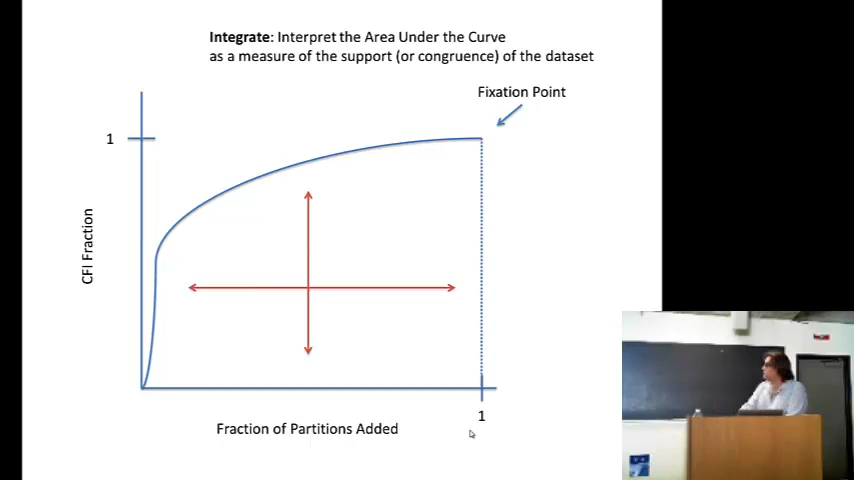 Integrate: Interpret the Area Under the Curve
as a measure of the support (or congruence) of the dataset
Fixation Point
1
CFI Fraction
1
Fraction of Partitions Added